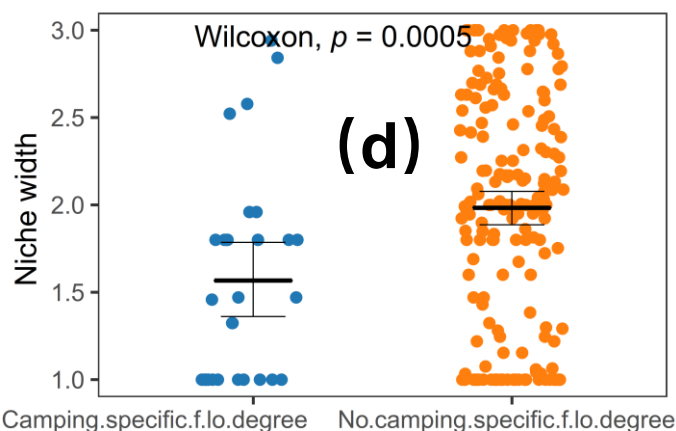 Wilcoxon, p = 0.0005
(d)
Niche width
3.0
2.5
2.0
1.5
1.0
Camping.specific.f.lo.degree
No.camping.specific.f.lo.degree